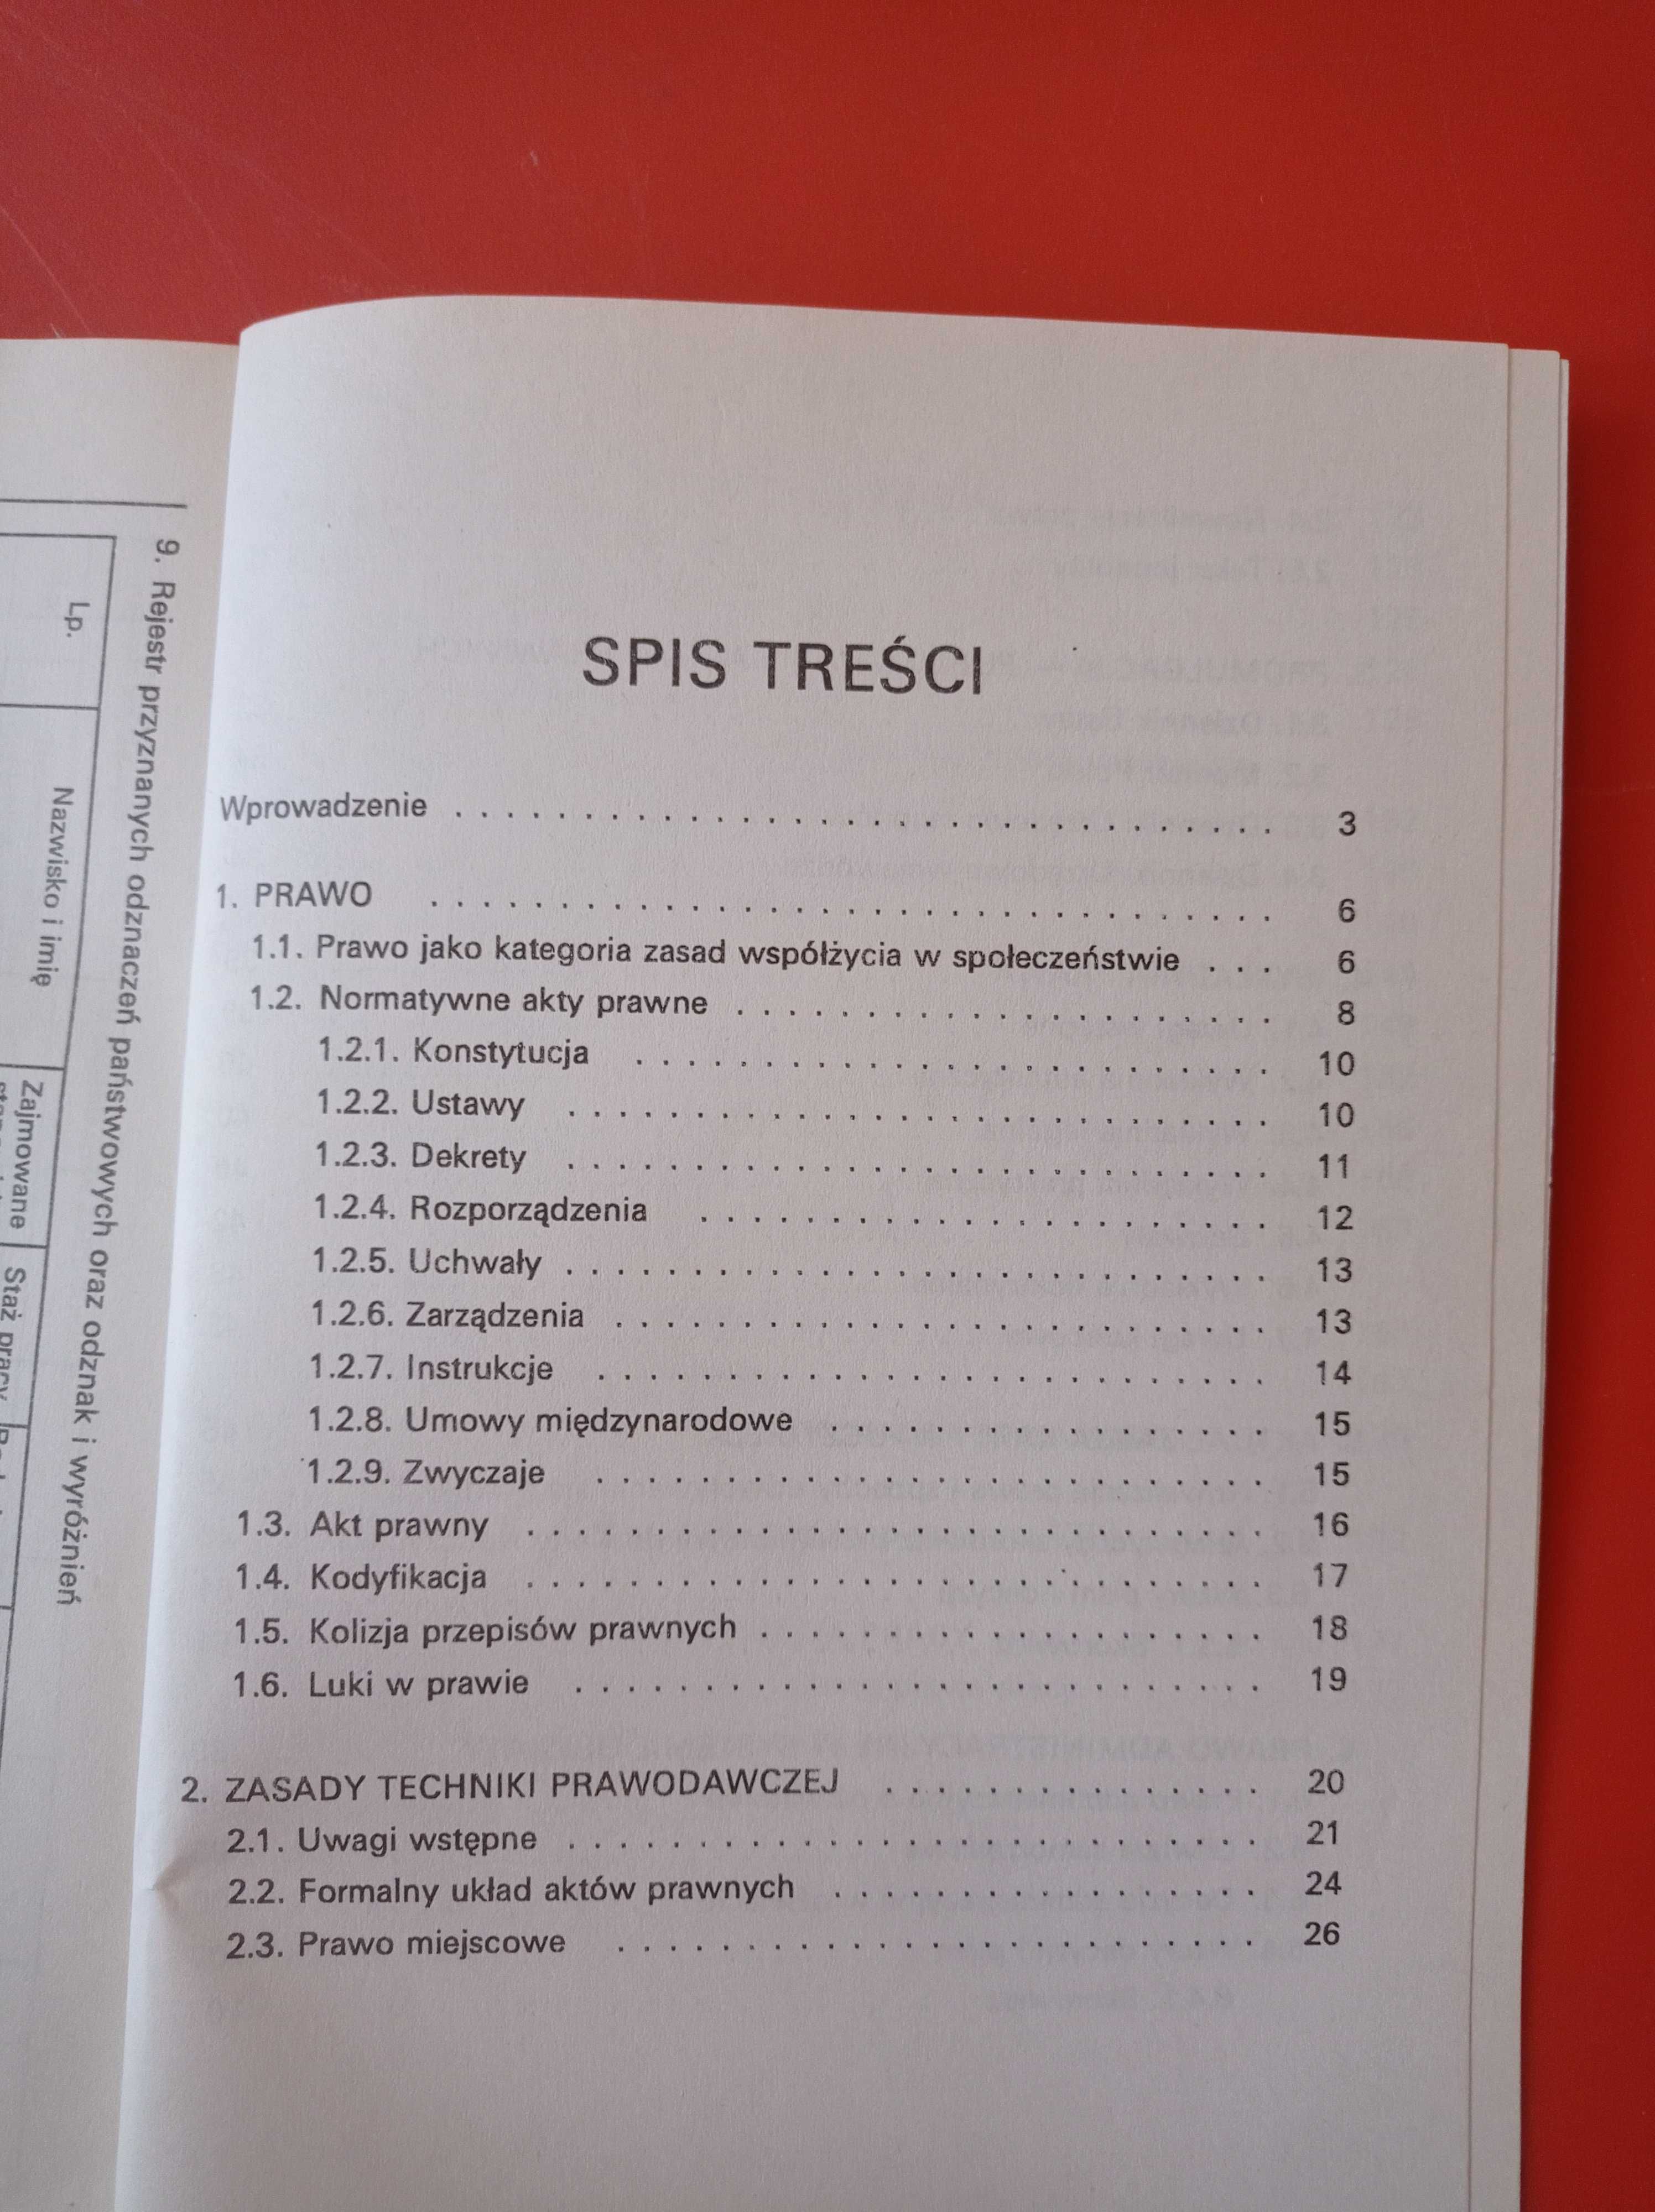 9. Rejestr przyznanych odznaczeń państwowych oraz odznak i wyróżnień
Lp.
Nazwisko i imię
Zajmowane
Staż pracy
SPIS TREŚCI
Wprowadzenie . . . . . . . . . . . . . . . . . . . . . . . . . . . . . . . . 3
1. PRAWO . . . . . . . . . . . . . . . . . . . . . . . . . . . . . . . . . 6
1.1. Prawo jako kategoria zasad współżycia w społeczeństwie . . . 6
1.2. Normatywne akty prawne . . . . . . . . . . . . . . . . . . . . . 8
1.2.1. Konstytucja . . . . . . . . . . . . . . . . . . . . . . . . . 10
1.2.2. Ustawy . . . . . . . . . . . . . . . . . . . . . . . . . . . 10
1.2.3. Dekrety . . . . . . . . . . . . . . . . . . . . . . . . . . . 11
1.2.4. Rozporządzenia . . . . . . . . . . . . . . . . . . . . . . 12
1.2.5. Uchwały . . . . . . . . . . . . . . . . . . . . . . . . . . . 13
1.2.6. Zarządzenia . . . . . . . . . . . . . . . . . . . . . . . . . 13
1.2.7. Instrukcje . . . . . . . . . . . . . . . . . . . . . . . . . . 14
1.2.8. Umowy międzynarodowe . . . . . . . . . . . . . . . . . 15
1.2.9. Zwyczaje . . . . . . . . . . . . . . . . . . . . . . . . . . 15
1.3. Akt prawny . . . . . . . . . . . . . . . . . . . . . . . . . . . . . 16
1.4. Kodyfikacja . . . . . . . . . . . . . . . . . . . . . . . . . . . . . 17
1.5. Kolizja przepisów prawnych . . . . . . . . . . . . . . . . . . . . 18
1.6. Luki w prawie . . . . . . . . . . . . . . . . . . . . . . . . . . . 19
2. ZASADY TECHNIKI PRAWODAWCZEJ . . . . . . . . . . . . . . . 20
2.1. Uwagi wstępne . . . . . . . . . . . . . . . . . . . . . . . . . . . 21
2.2. Formalny układ aktów prawnych . . . . . . . . . . . . . . . . . 24
2.3. Prawo miejscowe . . . . . . . . . . . . . . . . . . . . . . . . . 26